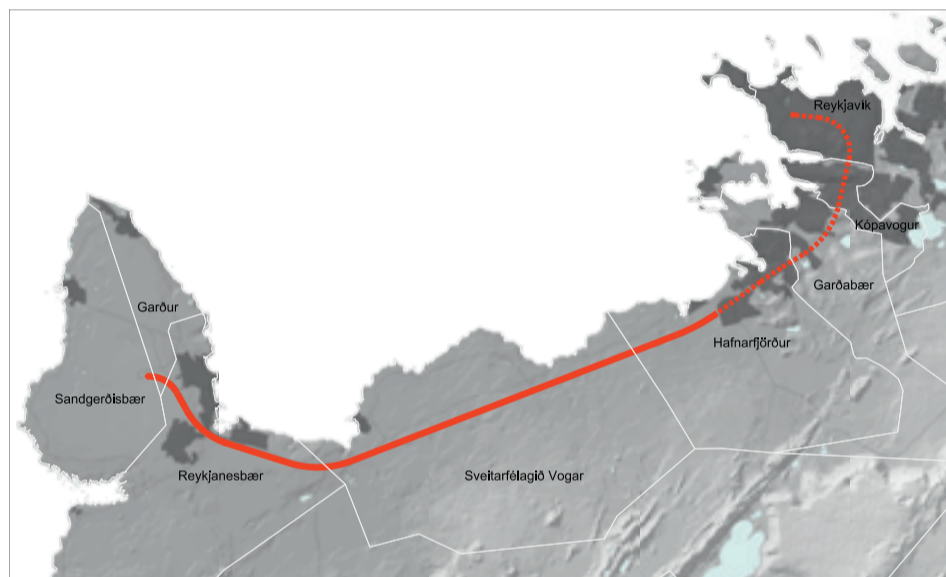 Reykjavík
Kópavogur
Garðabær
Garður
Hafnarfjörður
Sandgerðisbær
Reykjanesbær
Sveitarfélagið Vogar